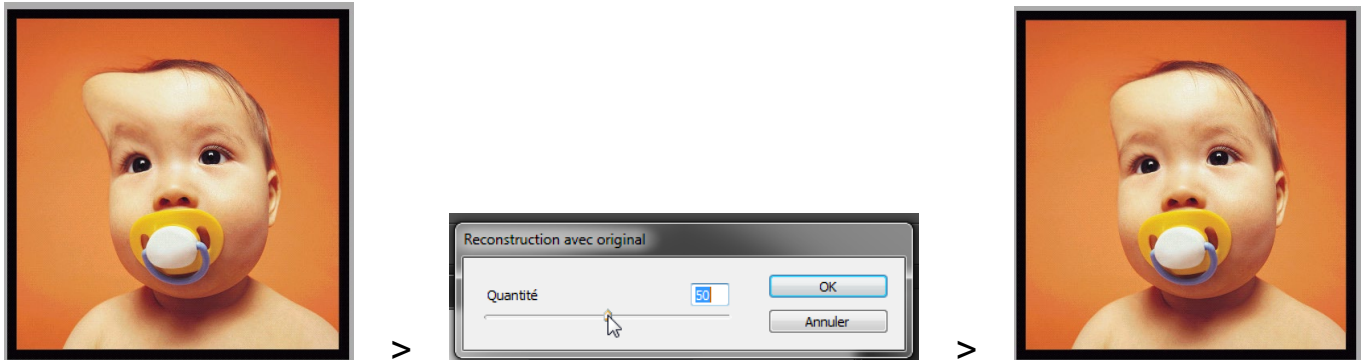 Reconstruction avec original
Quantité
50
OK
Annuler
> >